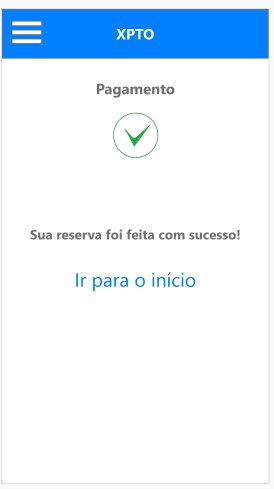 XPTO
Pagamento
Sua reserva foi feita com sucesso!
Ir para o início